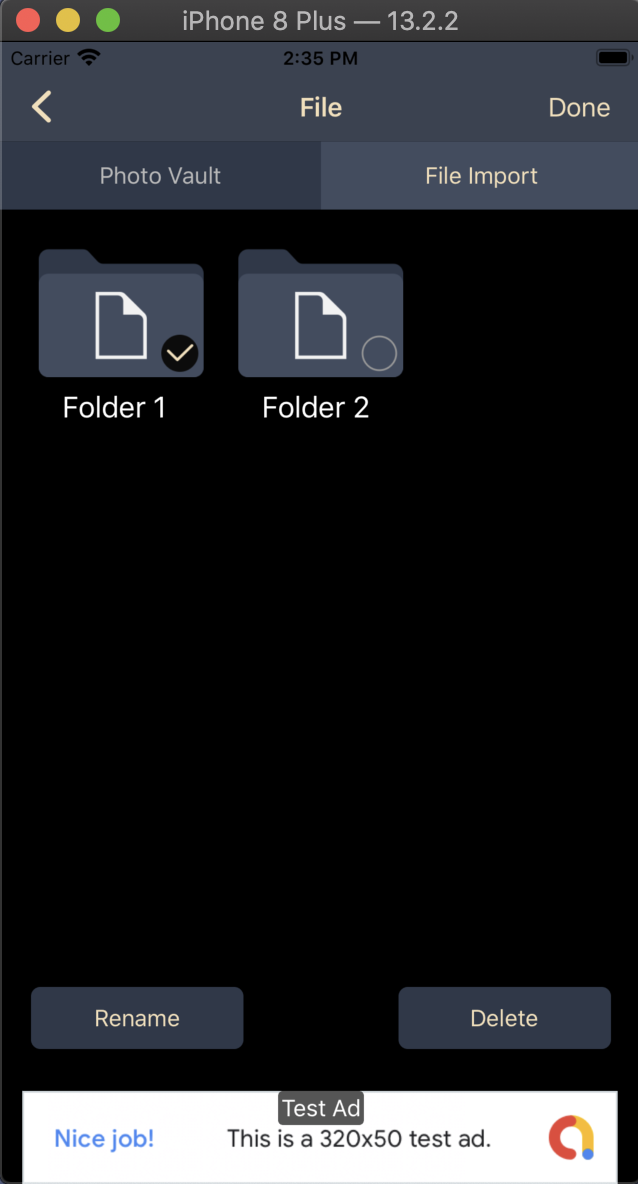 iPhone 8 Plus — 13.2.2
Carrier 2:35 PM
File Done
Photo Vault File Import
Folder 1 Folder 2
Rename Delete
Test Ad
Nice job! This is a 320x50 test ad.